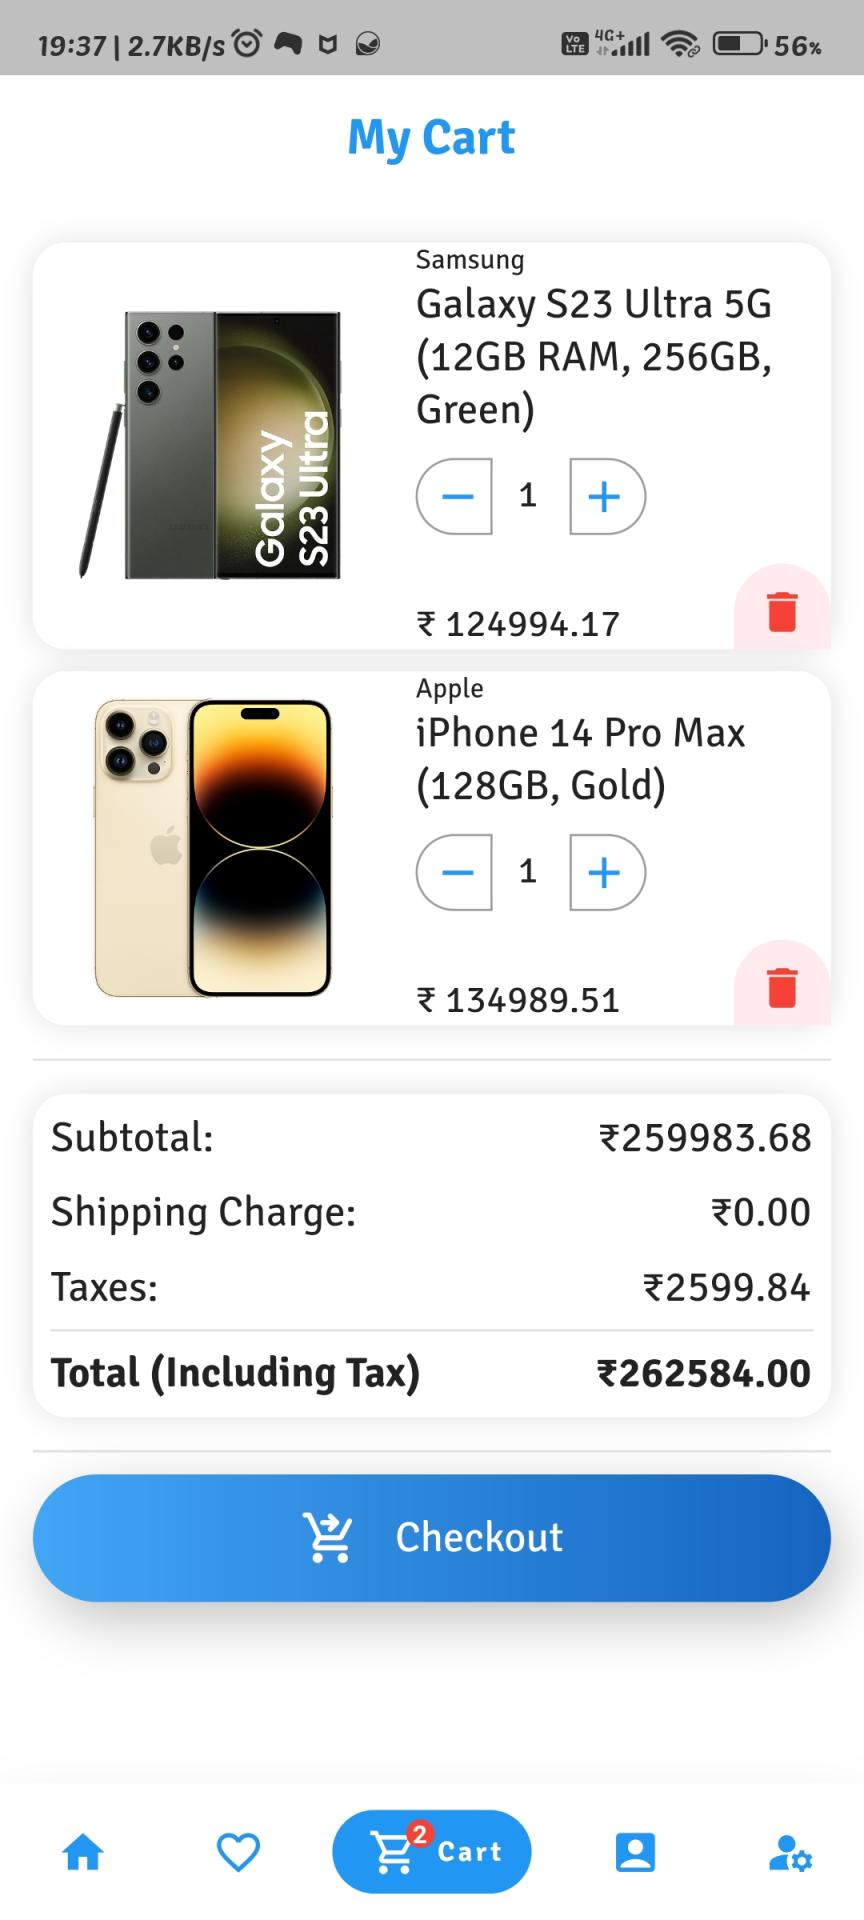 19:37 | 2.7KB/s
Vo LTE 4G+ 56%
My Cart
Samsung
Galaxy S23 Ultra 5G
(12GB RAM, 256GB,
Green)
Galaxy
S23 Ultra
1
₹ 124994.17
Apple
iPhone 14 Pro Max
(128GB, Gold)
1
₹ 134989.51
Subtotal: ₹259983.68
Shipping Charge: ₹0.00
Taxes: ₹2599.84
Total (Including Tax) ₹262584.00
Checkout
2
Cart